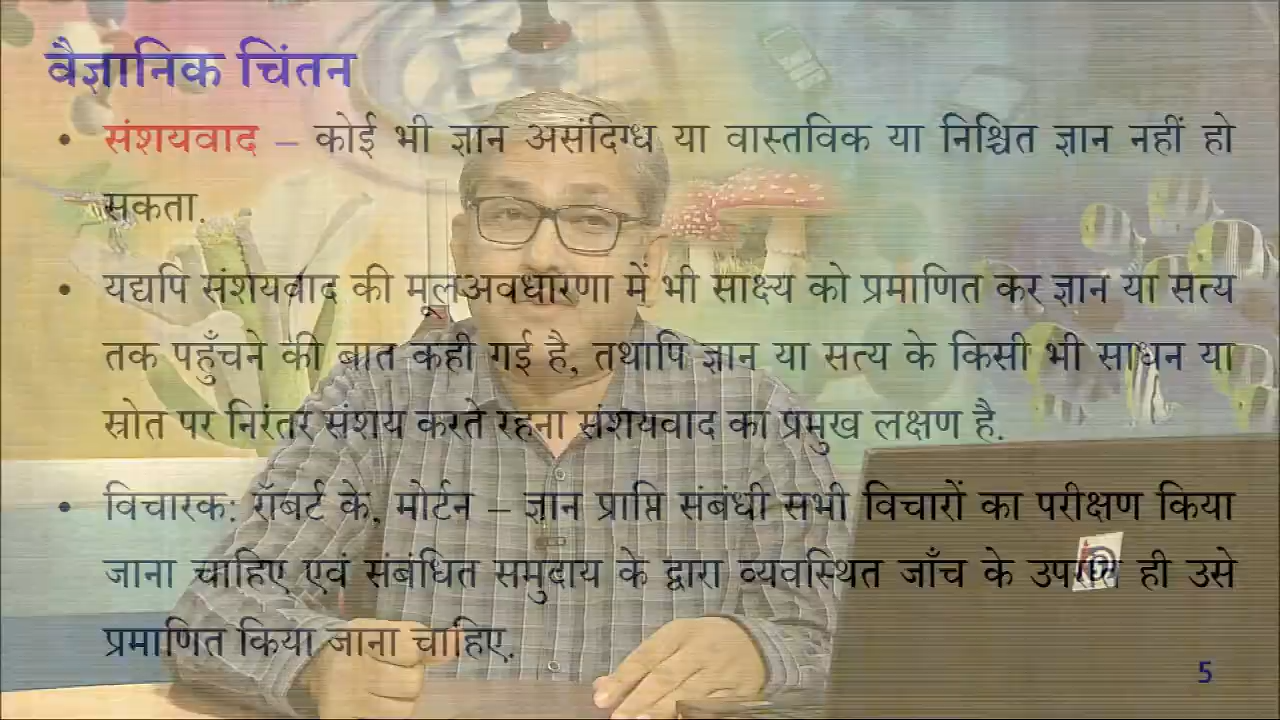 वैज्ञानिक चिंतन
• संशयवाद – कोई भी ज्ञान असंदिग्ध या वास्तविक या निश्चित ज्ञान नहीं हो
सकता.
• यद्यपि संशयवाद की मूलअवधारणा में भी साक्ष्य को प्रमाणित कर ज्ञान या सत्य
तक पहुँचने की बात कही गई है, तथापि ज्ञान या सत्य के किसी भी साधन या
स्रोत पर निरंतर संशय करते रहना संशयवाद का प्रमुख लक्षण है.
• विचारक: रॉबर्ट के, मोर्टन – ज्ञान प्राप्ति संबंधी सभी विचारों का परीक्षण किया
जाना चाहिए एवं संबंधित समुदाय के द्वारा व्यवस्थित जाँच के उपरांत ही उसे
प्रमाणित किया जाना चाहिए.
5